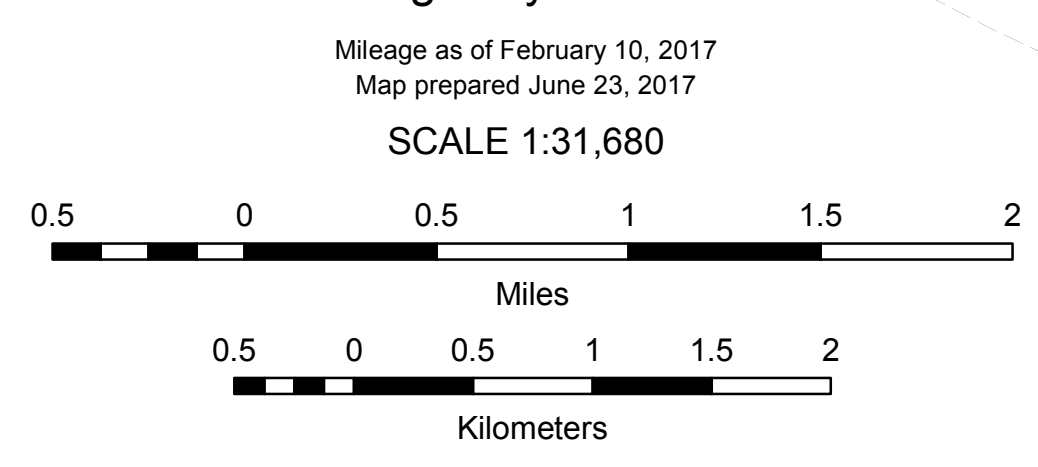 Mileage as of February 10, 2017
Map prepared June 23, 2017
SCALE 1:31,680
0.5 0 0.5 1 1.5 2
Miles
0.5 0 0.5 1 1.5 2
Kilometers